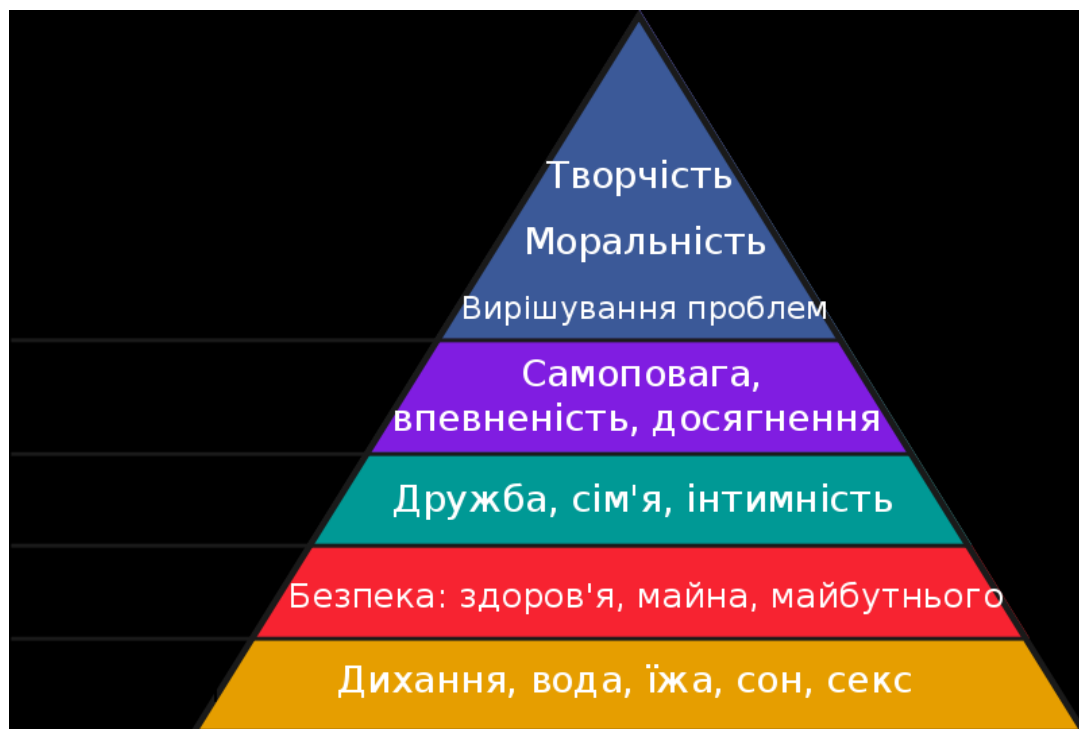 Творчість
Моральність
Вирішування проблем
Самоповага,
впевненість, досягнення
Дружба, сім'я, інтимність
Безпека: здоров'я, майна, майбутнього
Дихання, вода, їжа, сон, секс